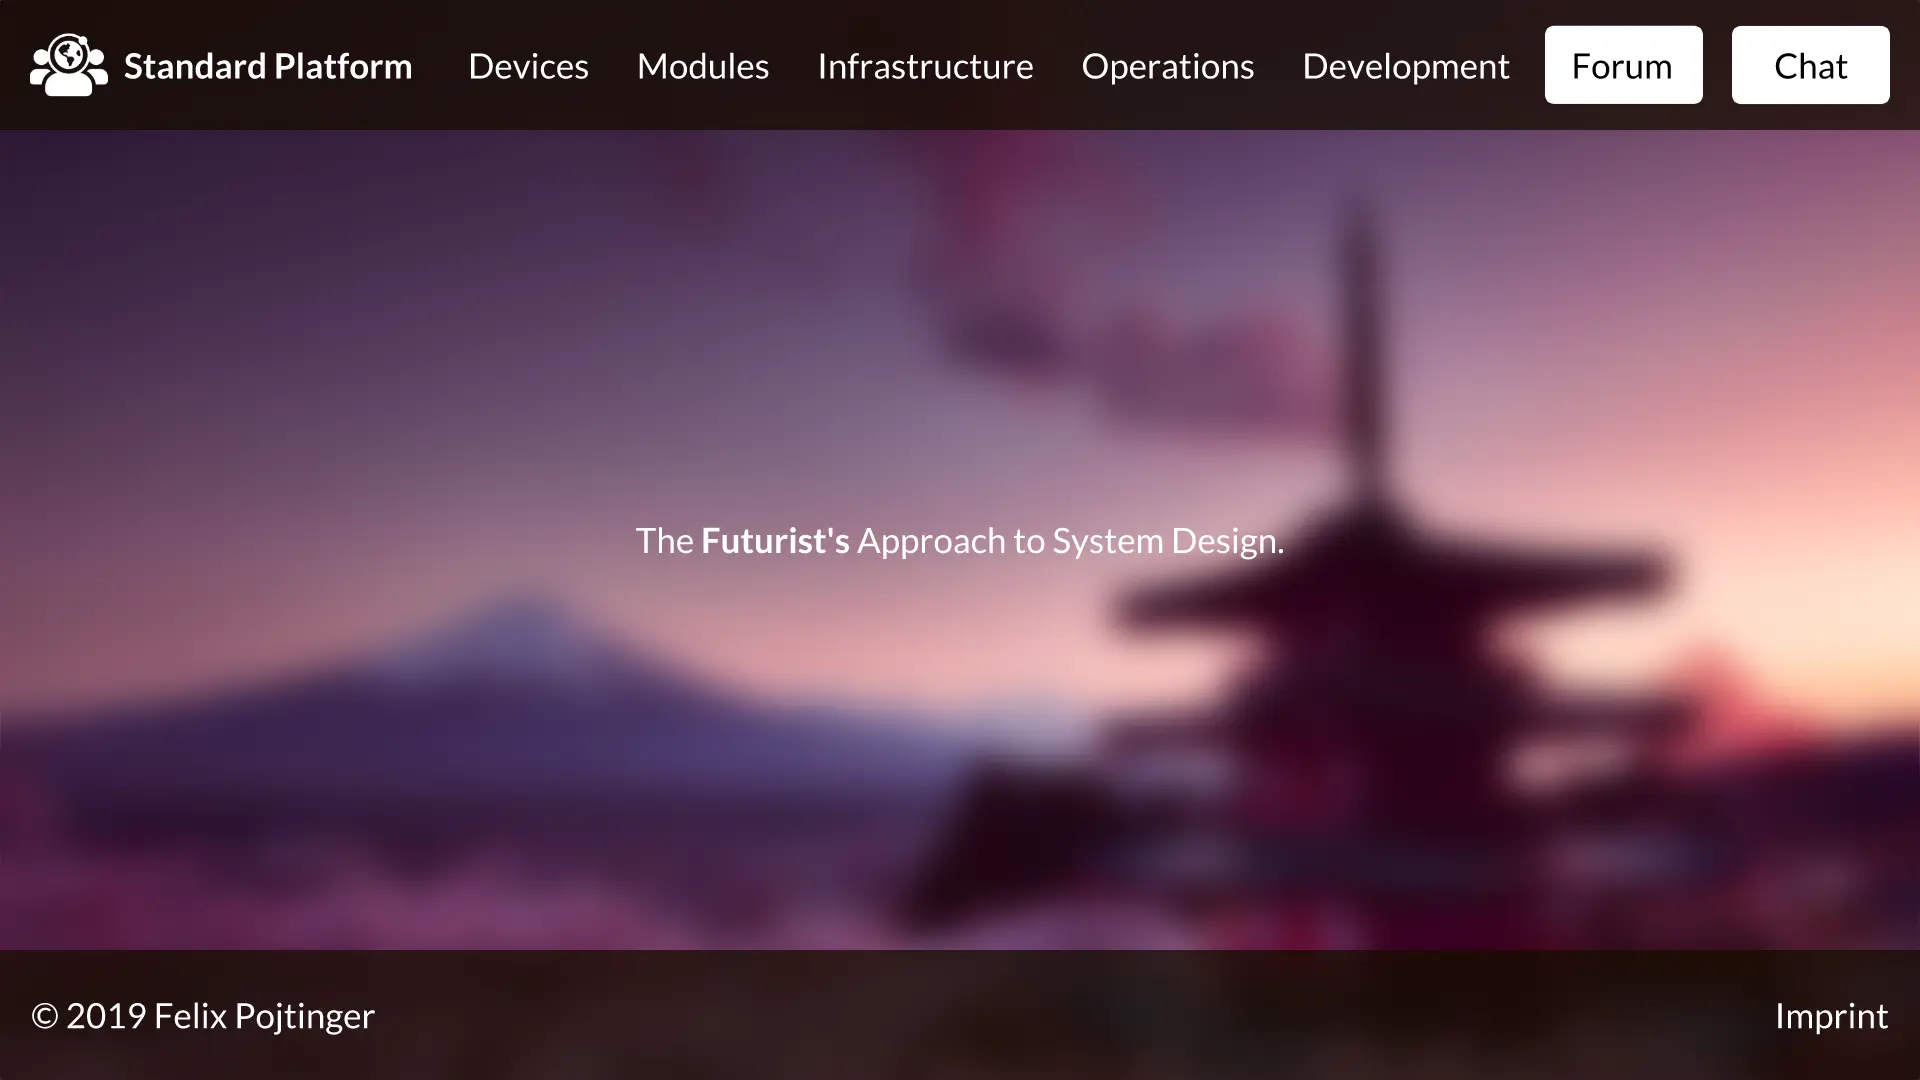 Standard Platform Devices Modules Infrastructure Operations Development Forum Chat
The Futurist's Approach to System Design.
© 2019 Felix Pojtinger Imprint